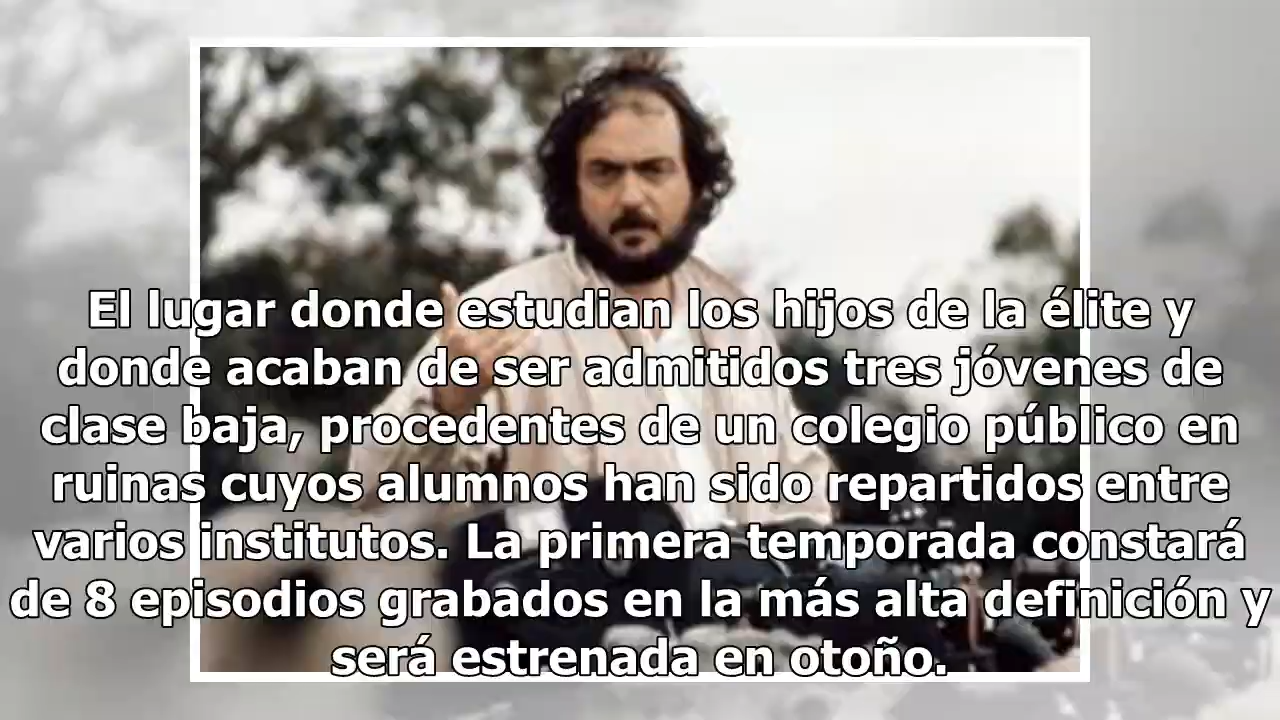 El lugar donde estudian los hijos de la élite y
donde acaban de ser admitidos tres jóvenes de
clase baja, procedentes de un colegio público en
ruinas cuyos alumnos han sido repartidos entre
varios institutos. La primera temporada constará
de 8 episodios grabados en la más alta definición y
será estrenada en otoño.